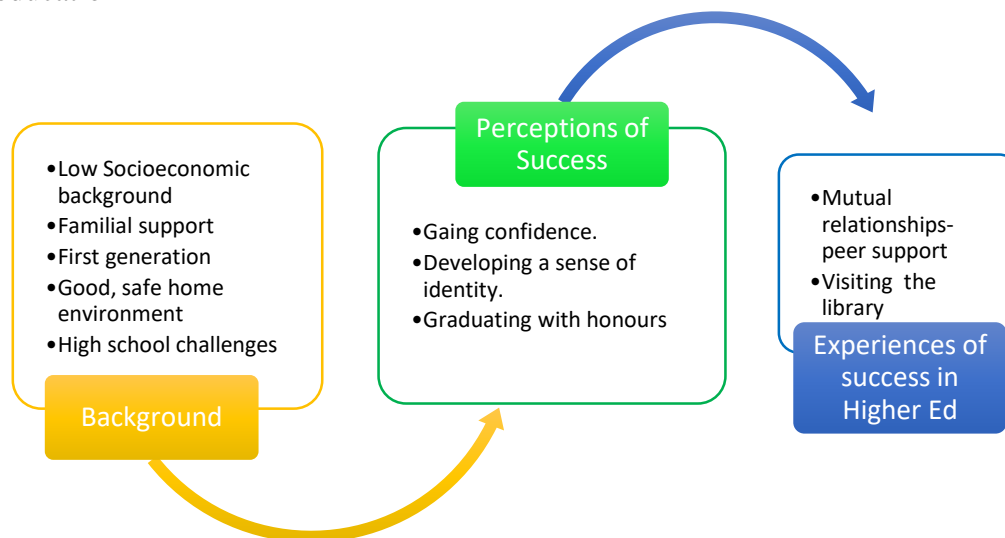 •Low Socioeconomic
background
•Familial support
•First generation
•Good, safe home
environment
•High school challenges
Background
Perceptions of
Success
•Gaing confidence.
•Developing a sense of
identity.
•Graduating with honours
•Mutual
relationships-
peer support
•Visiting the
library
Experiences of
success in
Higher Ed